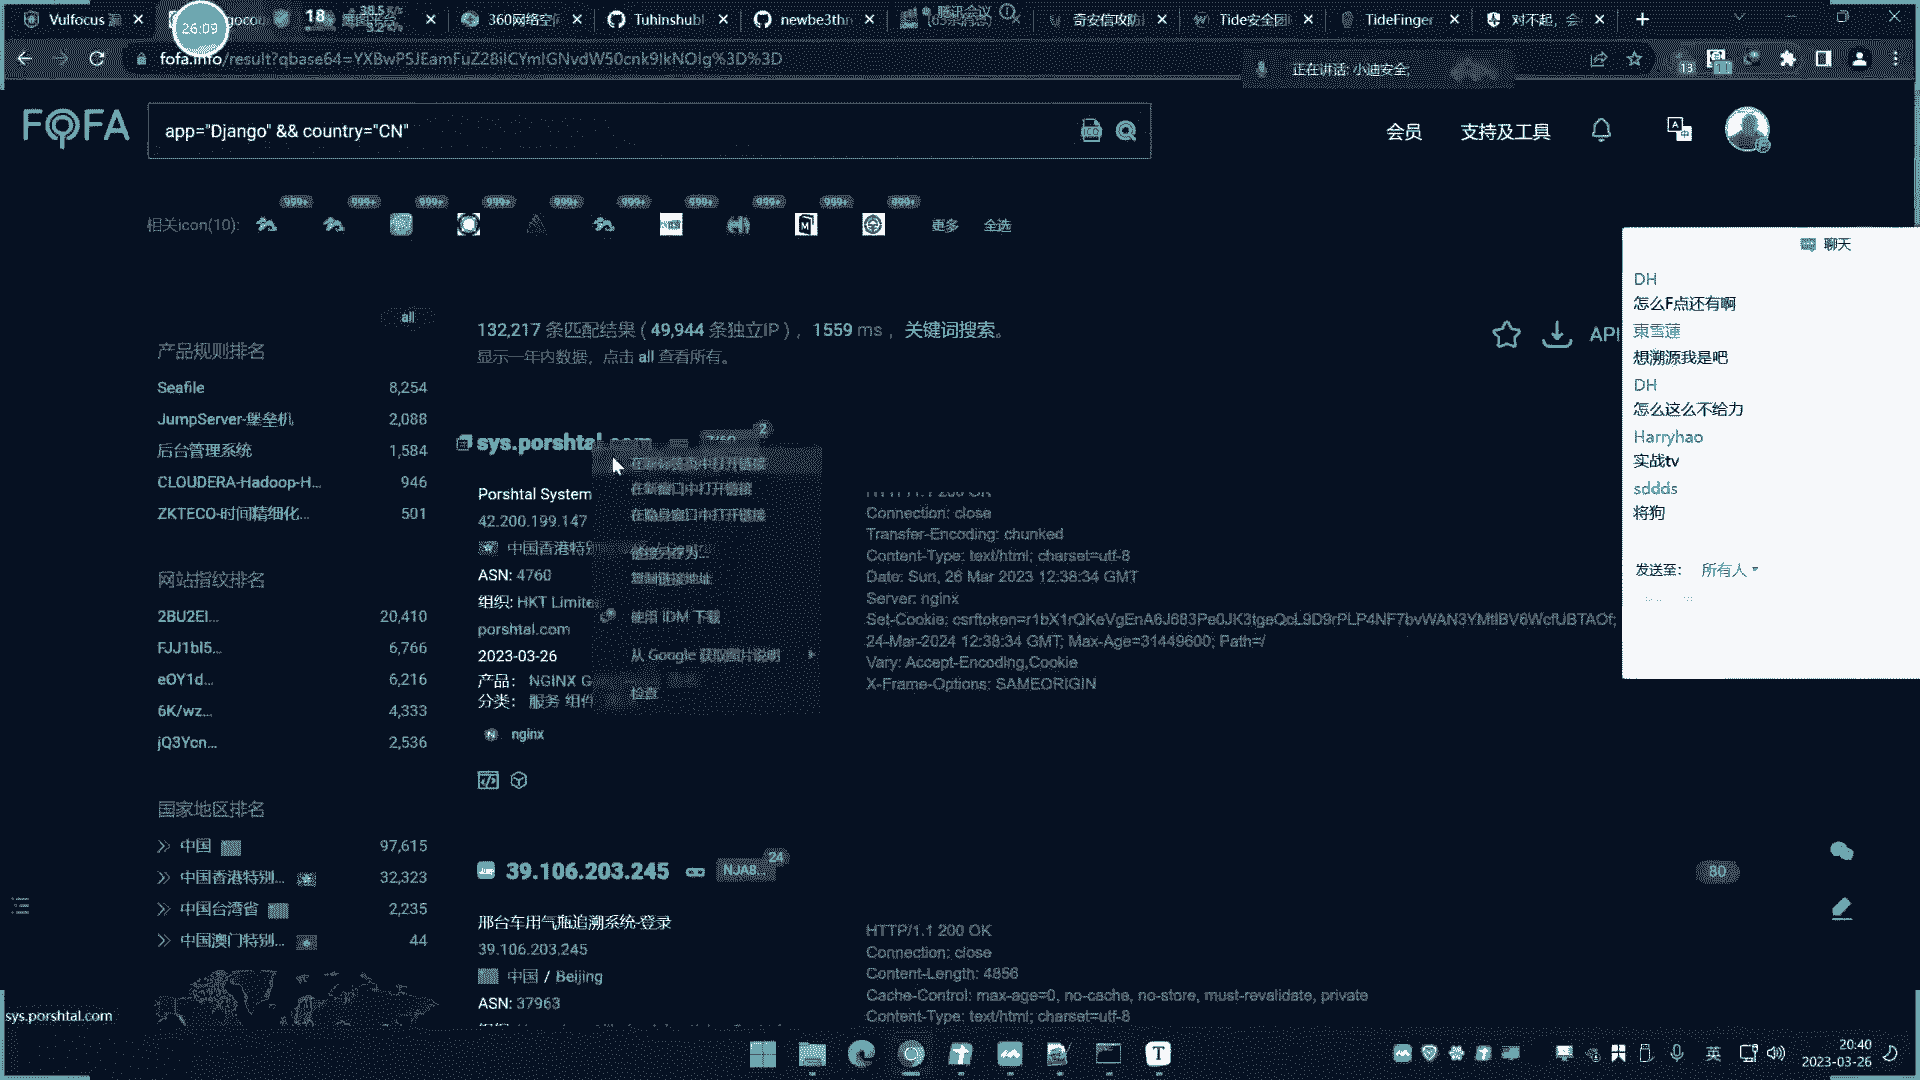 Vulfocus
360网络空
Tuhinshubl
newbe3thr
奇安信攻防
Tide安全团
TideFinger
对不起，会
26:09
18
腾讯会议
fofa.info/result?qbase64=YXBwPSJEamFuZ28iICYmIGNvdW50cnk9IkNOIg%3D%3D
正在讲话: 小迪安全;
13
11
FOFA
app="Django" && country="CN"
会员
支持及工具
相关icon(10):
999+
999+
999+
999+
999+
999+
999+
999+
999+
899+
更多
全选
all
132,217 条匹配结果 ( 49,944 条独立IP )， 1559 ms ，关键词搜索。
显示一年内数据，点击 all 查看所有。
API
产品规则排名
Seafile 8,254
JumpServer-堡垒机 2,088
后台管理系统 1,584
CLOUDERA-Hadoop-H... 946
ZKTECO-时间精细化... 501
网站指纹排名
2BU2El... 20,410
FJJ1bl5... 6,766
eOY1d... 6,216
6K/wz... 4,333
jQ3Ycn... 2,536
国家地区排名
中国 97,615
中国香港特别... 32,323
中国台湾省 2,235
中国澳门特别... 44
sys.porshtal.com
2
Porshtal System
42.200.199.147
中国香港特别
ASN: 4760
组织: HKT Limite
porshtal.com
2023-03-26
产品: NGINX
分类: 服务 组件
nginx
在新标签页中打开链接
在新窗口中打开链接
在隐身窗口中打开链接
链接另存为...
复制链接地址
使用 IDM 下载
从 Google 获取图片说明
检查
HTTP/1.1 200 OK
Connection: close
Transfer-Encoding: chunked
Content-Type: text/html; charset=utf-8
Date: Sun, 26 Mar 2023 12:38:34 GMT
Server: nginx
Set-Cookie: csrftoken=r1bX1rQKeVgEnA6J683Pe0JK3tgeQcL9D9rPLP4NF7bvWAN3YMtlBV6WcfUBTAOf;
24-Mar-2024 12:38:34 GMT; Max-Age=31449600; Path=/
Vary: Accept-Encoding,Cookie
X-Frame-Options: SAMEORIGIN
39.106.203.245
NJA8...
24
80
邢台车用气瓶追溯系统-登录
39.106.203.245
中国 / Beijing
ASN: 37963
HTTP/1.1 200 OK
Connection: close
Content-Length: 4856
Cache-Control: max-age=0, no-cache, no-store, must-revalidate, private
Content-Type: text/html; charset=utf-8
聊天
DH
怎么F点还有啊
東雪蓮
想溯源我是吧
DH
怎么这么不给力
Harryhao
实战tv
sddds
将狗
发送至: 所有人
sys.porshtal.com
英
20:40
2023-03-26